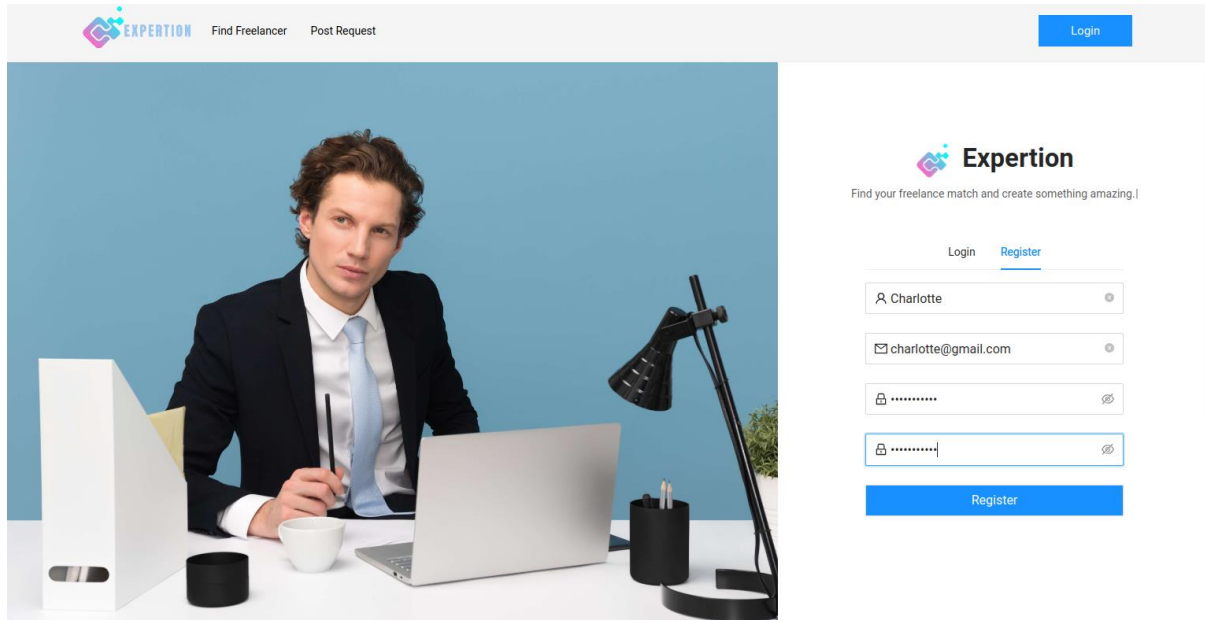 EXPERTION Find Freelancer Post Request Login
Expertion
Find your freelance match and create something amazing.|
Login Register
Charlotte
charlotte@gmail.com
•••••••••••
•••••••••••
Register